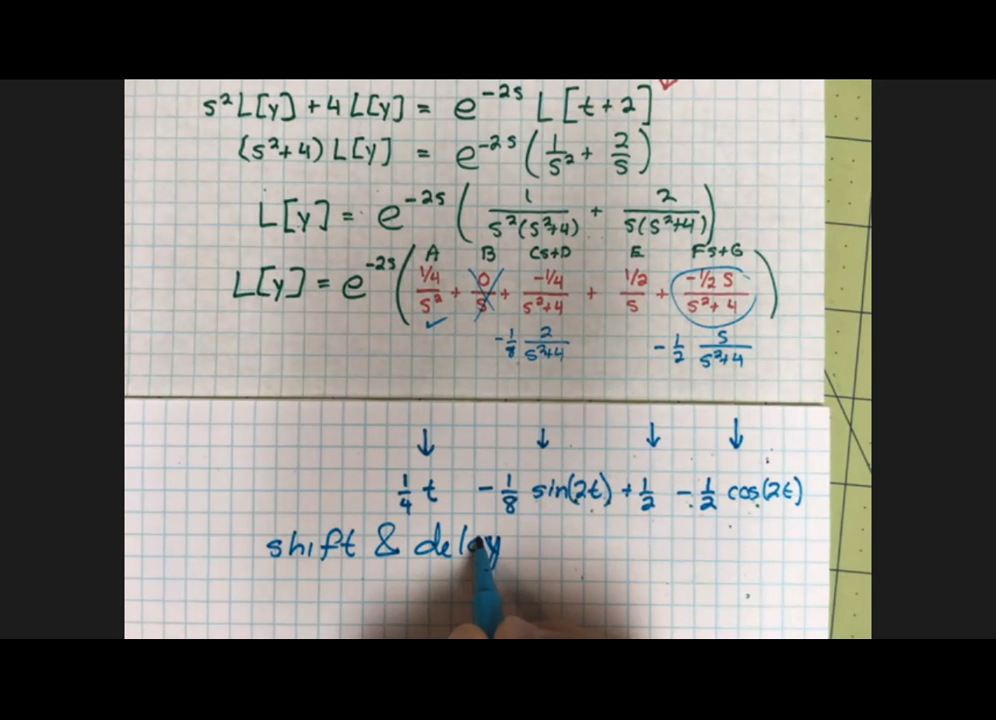 s²L[y] + 4L[y] = e^-2s L[t+2]
(s²+4)L[y] = e^-2s (1/s² + 2/s)
L[y] = e^-2s (1/s²(s²+4) + 2/s(s²+4))
A B Cs+D E Fs+G
L[y] = e^-2s (1/4/s² + 0/s + -1/4/s²+4 + 1/2/s + -1/2 s/s²+4)
-1/8 2/s²+4 -1/2 s/s²+4
↓ ↓ ↓ ↓
1/4 t - 1/8 sin(2t) + 1/2 - 1/2 cos(2t)
shift & delay